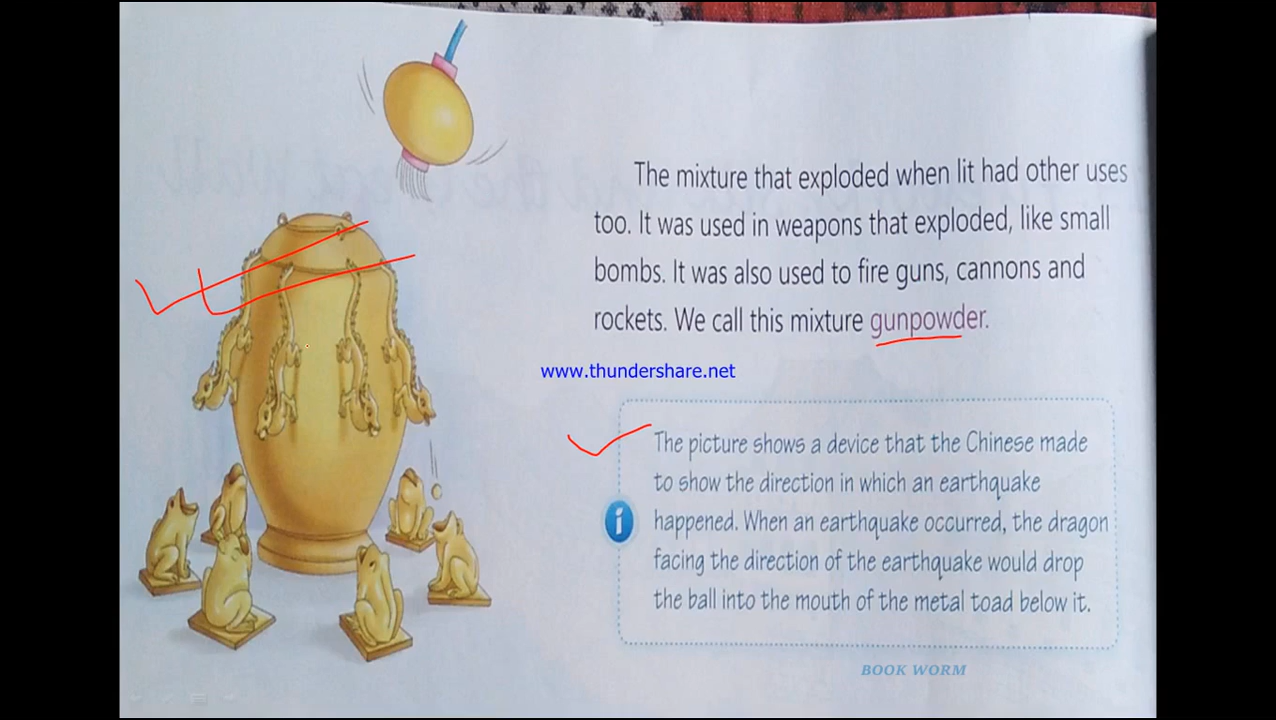 The mixture that exploded when lit had other uses
too. It was used in weapons that exploded, like small
bombs. It was also used to fire guns, cannons and
rockets. We call this mixture gunpowder.
www.thundershare.net
The picture shows a device that the Chinese made
to show the direction in which an earthquake
happened. When an earthquake occurred, the dragon
facing the direction of the earthquake would drop
the ball into the mouth of the metal toad below it.
i
BOOK WORM